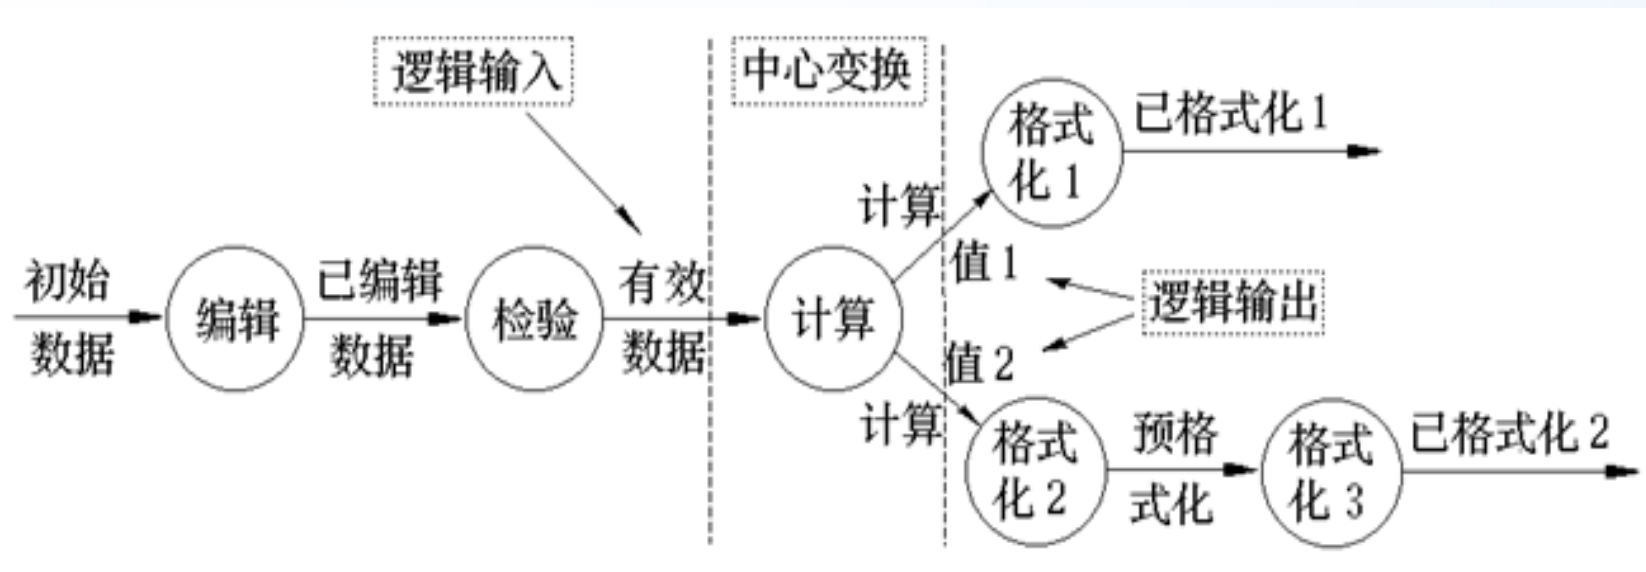 逻辑输入
中心变换
格式
化1
已格式化1
计算
值1
初始
数据
编辑
已编辑
数据
检验
有效
数据
计算
逻辑输出
值2
计算
格式
化2
预格
式化
格式
化3
已格式化2